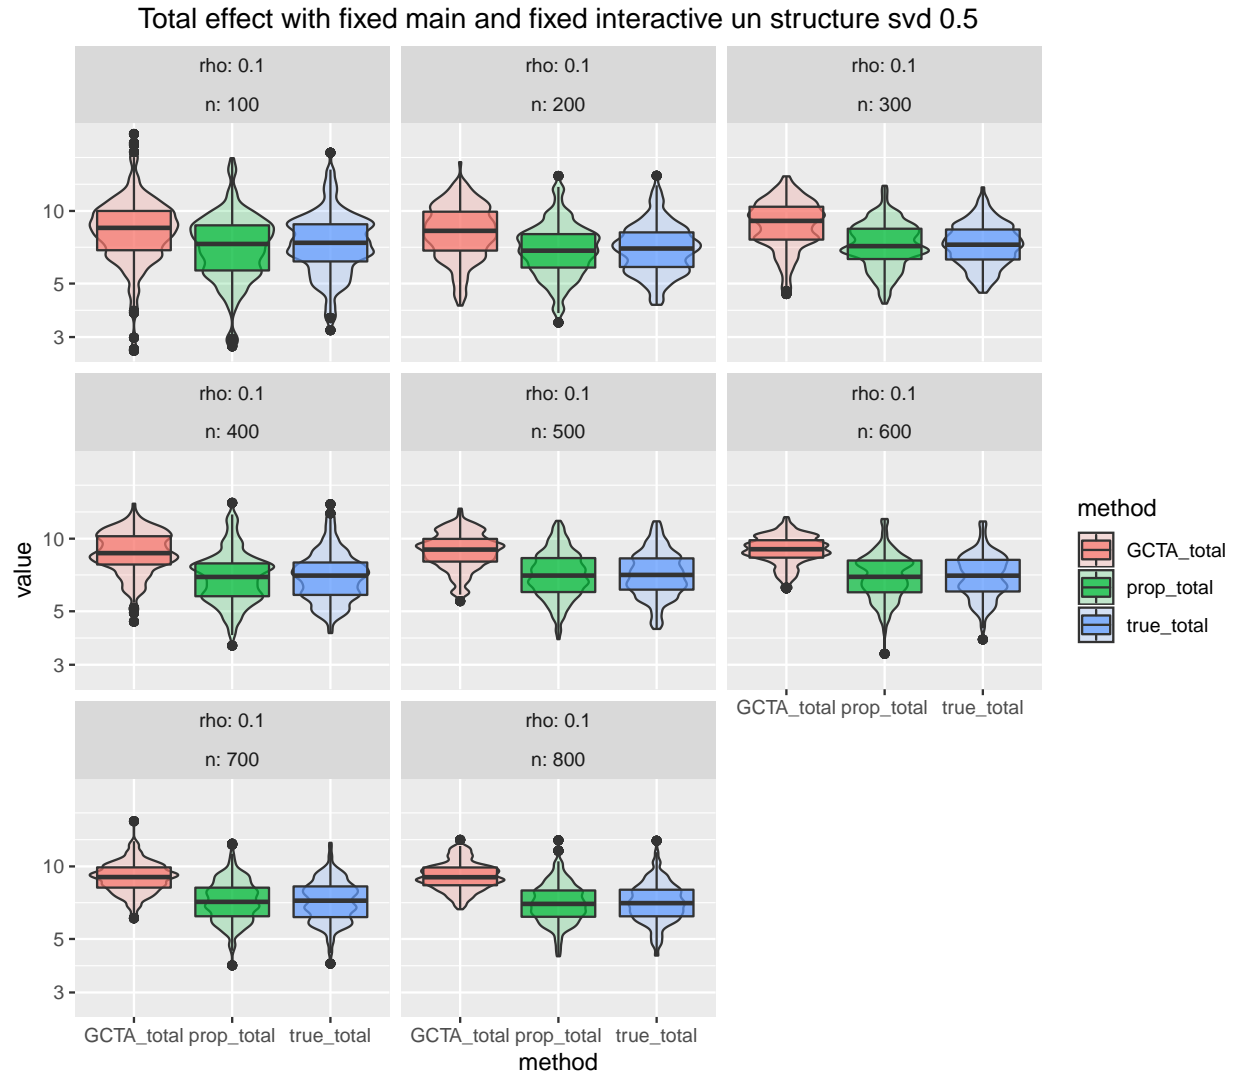 Total effect with fixed main and fixed interactive un structure svd 0.5
rho: 0.1
n: 100
rho: 0.1
n: 200
rho: 0.1
n: 300
10
5
3
rho: 0.1
n: 400
rho: 0.1
n: 500
rho: 0.1
n: 600
10
5
3
GCTA_total prop_total true_total
rho: 0.1
n: 700
rho: 0.1
n: 800
10
5
3
GCTA_total prop_total true_total
GCTA_total prop_total true_total
method
value
method
GCTA_total
prop_total
true_total